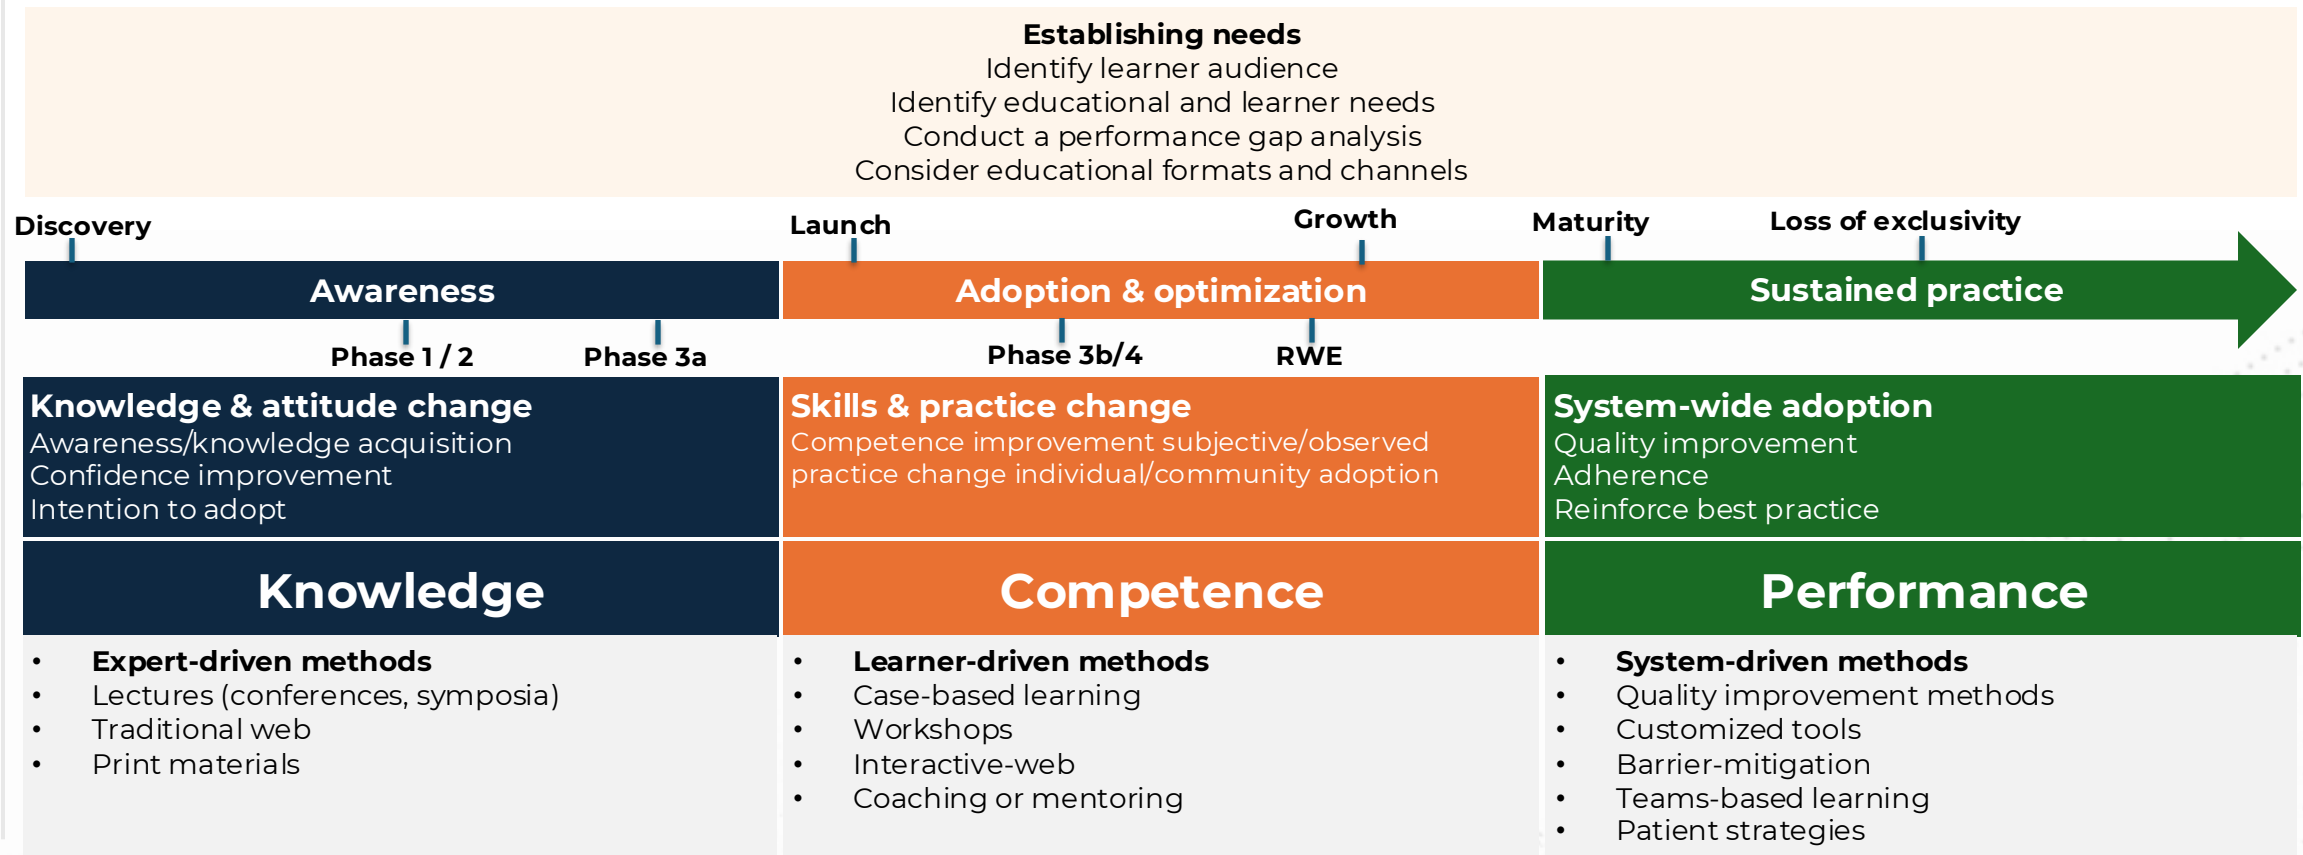 Establishing needs
Identify learner audience
Identify educational and learner needs
Conduct a performance gap analysis
Consider educational formats and channels
Discovery
Launch
Growth
Maturity
Loss of exclusivity
Awareness
Adoption & optimization
Sustained practice
Phase 1 / 2
Phase 3a
Phase 3b/4
RWE
Knowledge & attitude change
Awareness/knowledge acquisition
Confidence improvement
Intention to adopt
Skills & practice change
Competence improvement subjective/observed
practice change individual/community adoption
System-wide adoption
Quality improvement
Adherence
Reinforce best practice
Knowledge
Competence
Performance
• Expert-driven methods
• Lectures (conferences, symposia)
• Traditional web
• Print materials
• Learner-driven methods
• Case-based learning
• Workshops
• Interactive-web
• Coaching or mentoring
• System-driven methods
• Quality improvement methods
• Customized tools
• Barrier-mitigation
• Teams-based learning
• Patient strategies